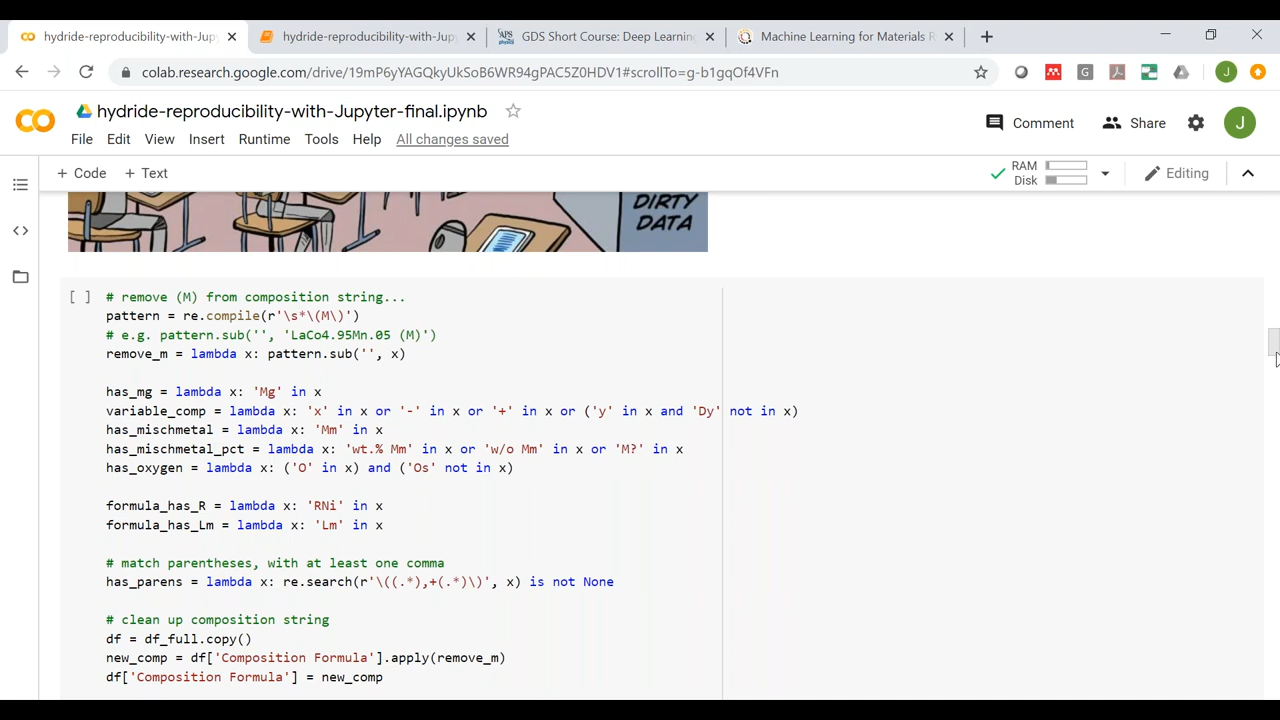 hydride-reproducibility-with-Jupy
hydride-reproducibility-with-Jup
GDS Short Course: Deep Learning
Machine Learning for Materials R
colab.research.google.com/drive/19mP6yYAGQkvUkSoB6WR94gPAC5Z0HDV1#scrollTo=g-b1gqOf4VFn
hydride-reproducibility-with-Jupyter-final.ipynb
Comment
Share
J
File Edit View Insert Runtime Tools Help All changes saved
+ Code + Text
RAM
Disk
Editing
DIRTY
DATA
[ ] # remove (M) from composition string...
pattern = re.compile(r'\s*\(M\)')
# e.g. pattern.sub('', 'LaCo4.95Mn.05 (M)')
remove_m = lambda x: pattern.sub('', x)
has_mg = lambda x: 'Mg' in x
variable_comp = lambda x: 'x' in x or '-' in x or '+' in x or ('y' in x and 'Dy' not in x)
has_mischmetal = lambda x: 'Mm' in x
has_mischmetal_pct = lambda x: 'wt.% Mm' in x or 'w/o Mm' in x or 'M?' in x
has_oxygen = lambda x: ('O' in x) and ('Os' not in x)
formula_has_R = lambda x: 'RNi' in x
formula_has_Lm = lambda x: 'Lm' in x
# match parentheses, with at least one comma
has_parens = lambda x: re.search(r'\((.*),+(.*)\)', x) is not None
# clean up composition string
df = df_full.copy()
new_comp = df['Composition Formula'].apply(remove_m)
df['Composition Formula'] = new_comp